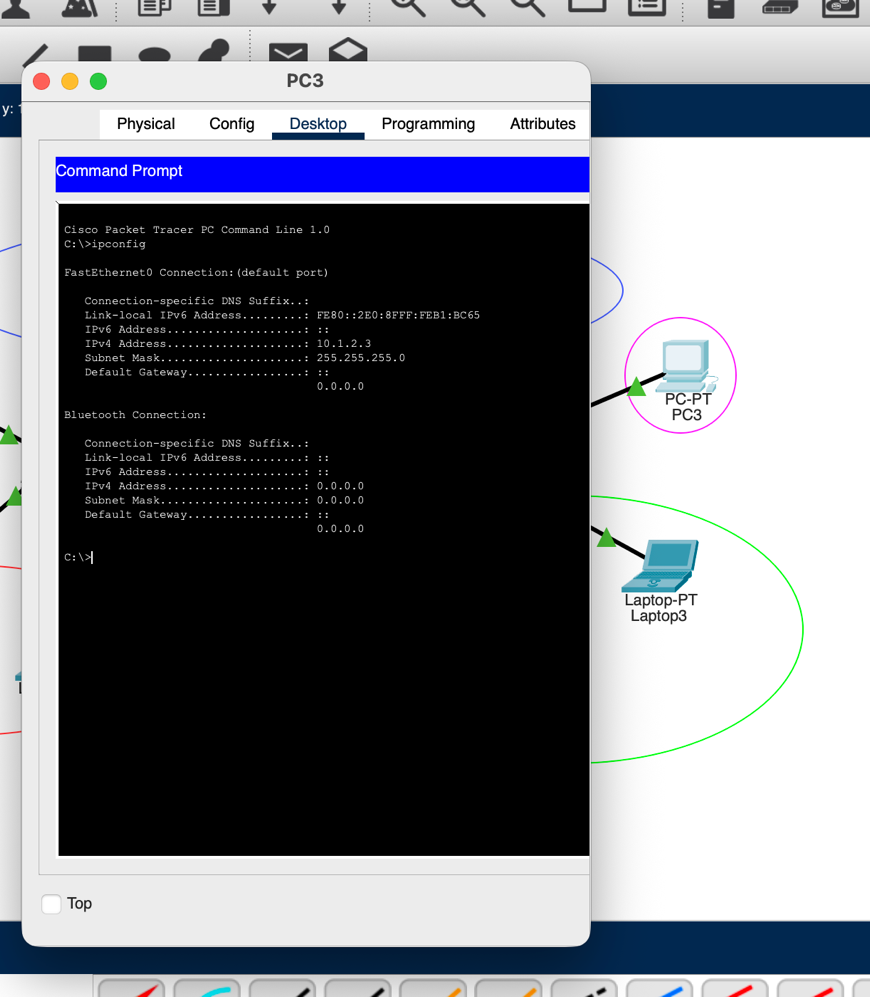 y: 1
PC3
Physical Config Desktop Programming Attributes
Command Prompt
Cisco Packet Tracer PC Command Line 1.0
C:\>ipconfig
FastEthernet0 Connection:(default port)
Connection-specific DNS Suffix..:
Link-local IPv6 Address.........: FE80::2E0:8FFF:FEB1:BC65
IPv6 Address....................: ::
IPv4 Address....................: 10.1.2.3
Subnet Mask.....................: 255.255.255.0
Default Gateway.................: ::
0.0.0.0
Bluetooth Connection:
Connection-specific DNS Suffix..:
Link-local IPv6 Address.........: ::
IPv6 Address....................: ::
IPv4 Address....................: 0.0.0.0
Subnet Mask.....................: 0.0.0.0
Default Gateway.................: ::
0.0.0.0
C:\>
Top
PC-PT
PC3
Laptop-PT
Laptop3